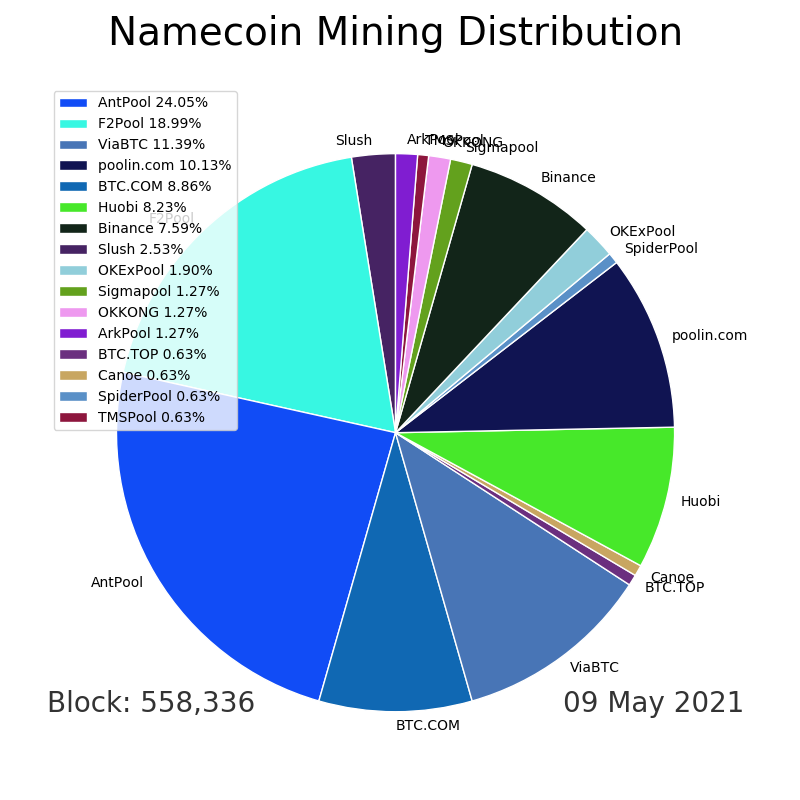 Namecoin Mining Distribution
AntPool 24.05%
F2Pool 18.99%
ViaBTC 11.39%
poolin.com 10.13%
BTC.COM 8.86%
Huobi 8.23%
Binance 7.59%
Slush 2.53%
OKExPool 1.90%
Sigmapool 1.27%
OKKONG 1.27%
ArkPool 1.27%
BTC.TOP 0.63%
Canoe 0.63%
SpiderPool 0.63%
TMSPool 0.63%
Slush
ArkPool
TMSPool
OKKONG
Sigmapool
Binance
OKExPool
SpiderPool
poolin.com
Huobi
Canoe
BTC.TOP
ViaBTC
BTC.COM
AntPool
F2Pool
Block: 558,336
09 May 2021